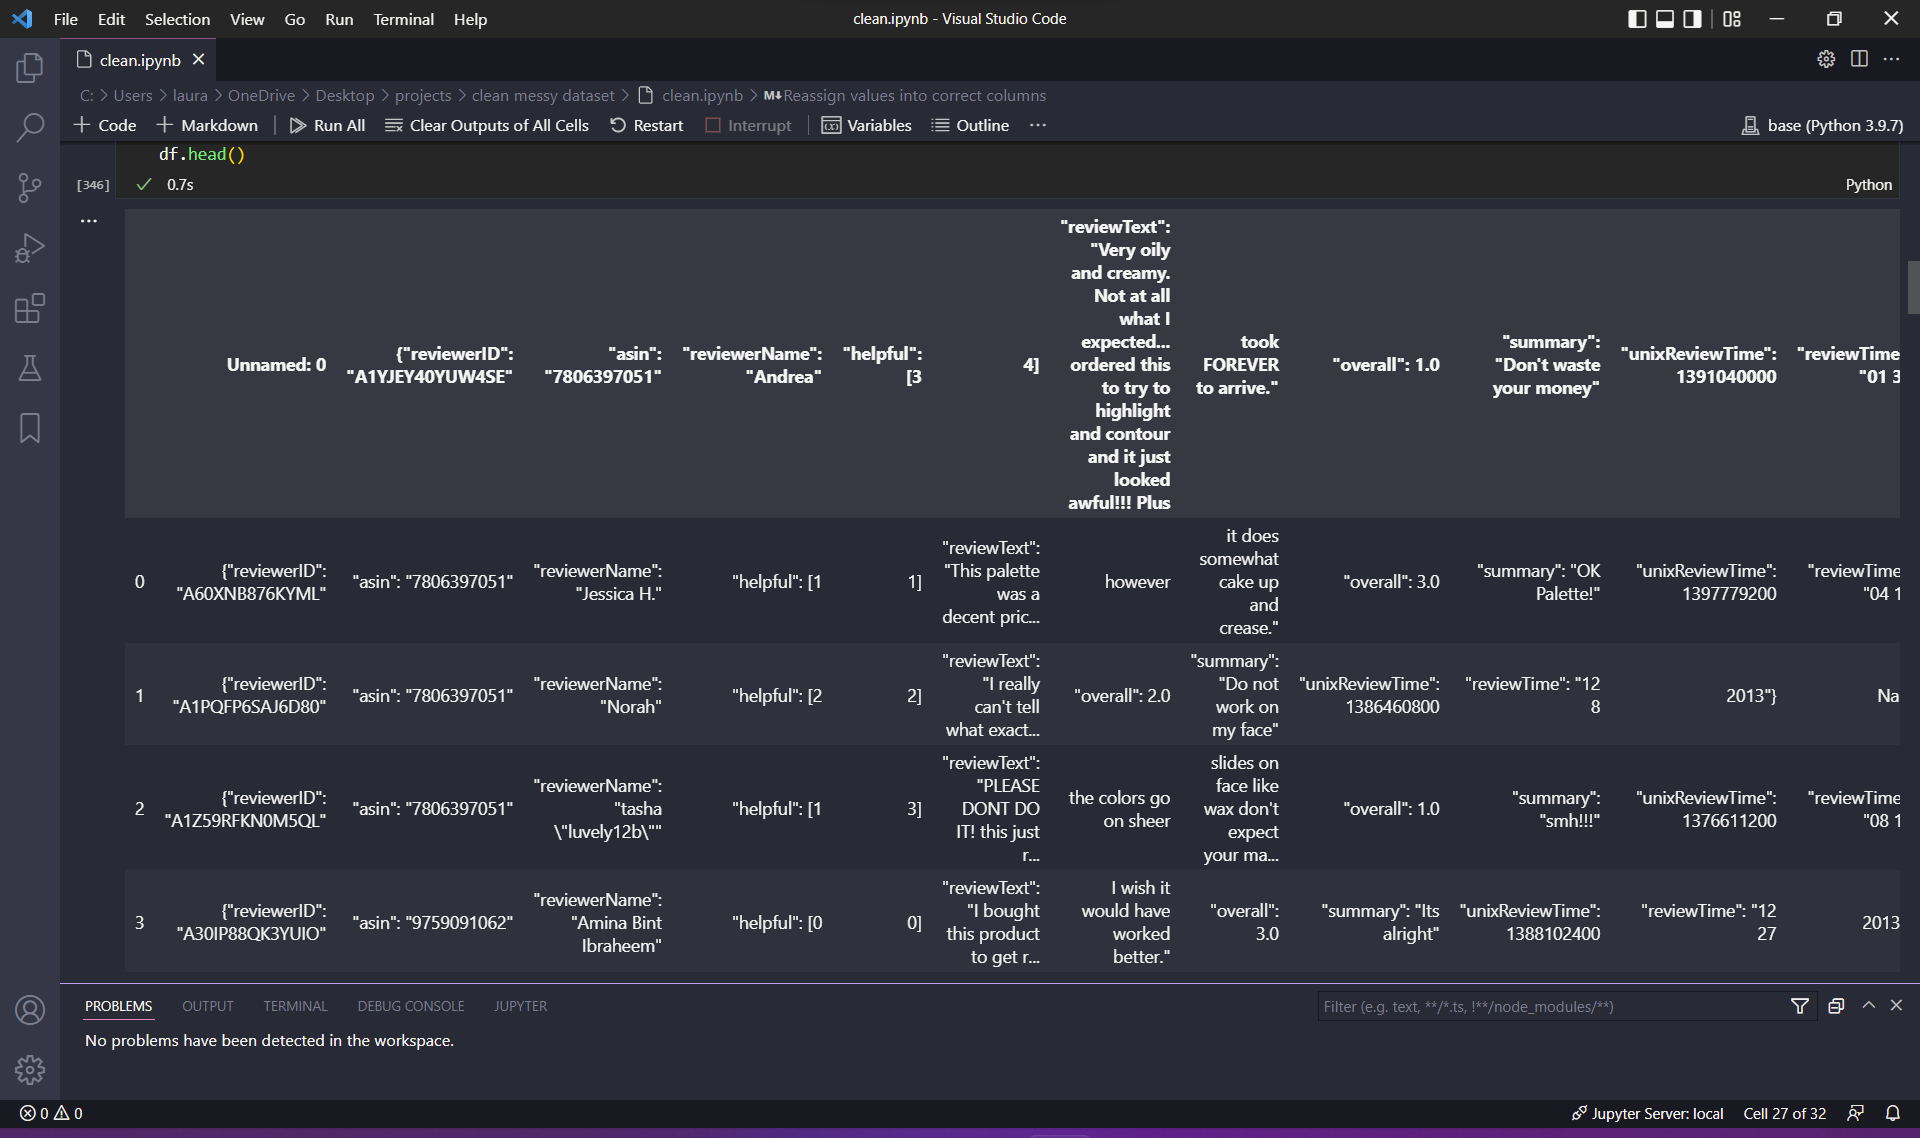 File Edit Selection View Go Run Terminal Help
clean.ipynb - Visual Studio Code
clean.ipynb
C: > Users > laura > OneDrive > Desktop > projects > clean messy dataset > clean.ipynb > M↓Reassign values into correct columns
+ Code + Markdown Run All Clear Outputs of All Cells Restart Interrupt Variables Outline ... base (Python 3.9.7)
df.head()
[346] ✓ 0.7s Python
...
Unnamed: 0
{"reviewerID":
"A1YJEY40YUW4SE"
"asin":
"7806397051"
"reviewerName":
"Andrea"
"helpful":
[3
4]
"reviewText":
"Very oily
and creamy.
Not at all
what I
expected...
ordered this
to try to
highlight
and contour
and it just
looked
awful!!! Plus
took
FOREVER
to arrive."
"overall": 1.0
"summary":
"Don't waste
your money"
"unixReviewTime":
1391040000
"reviewTime
"01 3
0
{"reviewerID":
"A60XNB876KYML"
"asin": "7806397051"
"reviewerName":
"Jessica H."
"helpful": [1
1]
"reviewText":
"This palette
was a
decent pric...
however
it does
somewhat
cake up
and
crease."
"overall": 3.0
"summary": "OK
Palette!"
"unixReviewTime":
1397779200
"reviewTime
"04 1
1
{"reviewerID":
"A1PQFP6SAJ6D80"
"asin": "7806397051"
"reviewerName":
"Norah"
"helpful": [2
2]
"reviewText":
"I really
can't tell
what exact...
"overall": 2.0
"summary":
"Do not
work on
my face"
"unixReviewTime":
1386460800
"reviewTime": "12
8
2013"}
Na
2
{"reviewerID":
"A1Z59RFKN0M5QL"
"asin": "7806397051"
"reviewerName":
"tasha
\"luvely12b\""
"helpful": [1
3]
"reviewText":
"PLEASE
DONT DO
IT! this just
r...
the colors go
on sheer
slides on
face like
wax don't
expect
your ma...
"overall": 1.0
"summary":
"smh!!!"
"unixReviewTime":
1376611200
"reviewTime
"08 1
3
{"reviewerID":
"A30IP88QK3YUIO"
"asin": "9759091062"
"reviewerName":
"Amina Bint
Ibraheem"
"helpful": [0
0]
"reviewText":
"I bought
this product
to get r...
I wish it
would have
worked
better."
"overall":
3.0
"summary": "Its
alright"
"unixReviewTime":
1388102400
"reviewTime": "12
27
2013
PROBLEMS OUTPUT TERMINAL DEBUG CONSOLE JUPYTER
Filter (e.g. text, **/*.ts, !**/node_modules/**)
No problems have been detected in the workspace.
0 0
Jupyter Server: local Cell 27 of 32